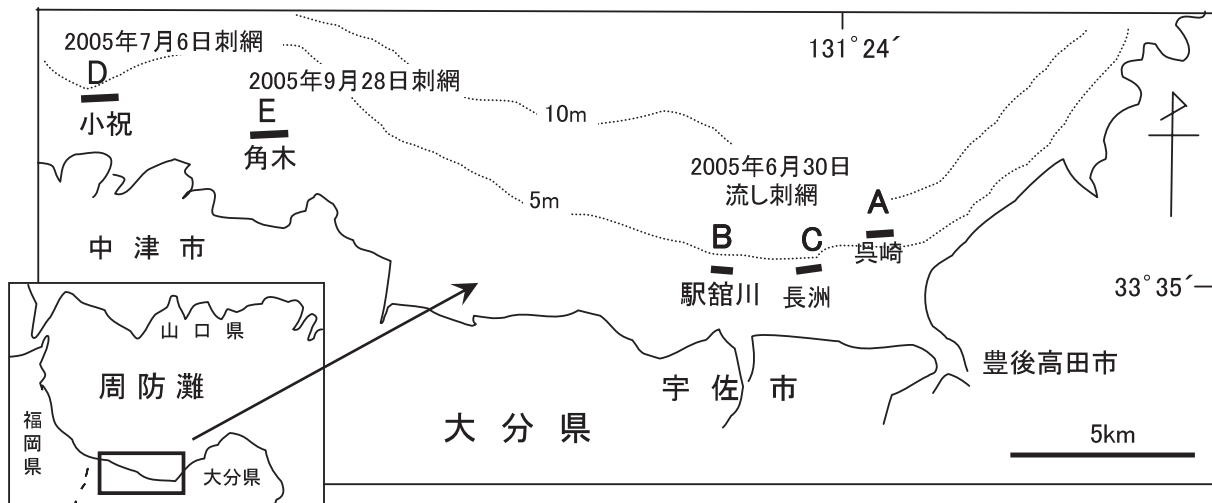 2005年7月6日刺網
D
小祝
2005年9月28日刺網
E
角木
131°24′
10m
5m
2005年6月30日
流し刺網
A
呉崎
B
駅舘川
C
長洲
33°35′
中津市
宇佐市
豊後高田市
大分県
5km
山口県
周防灘
福岡県
大分県